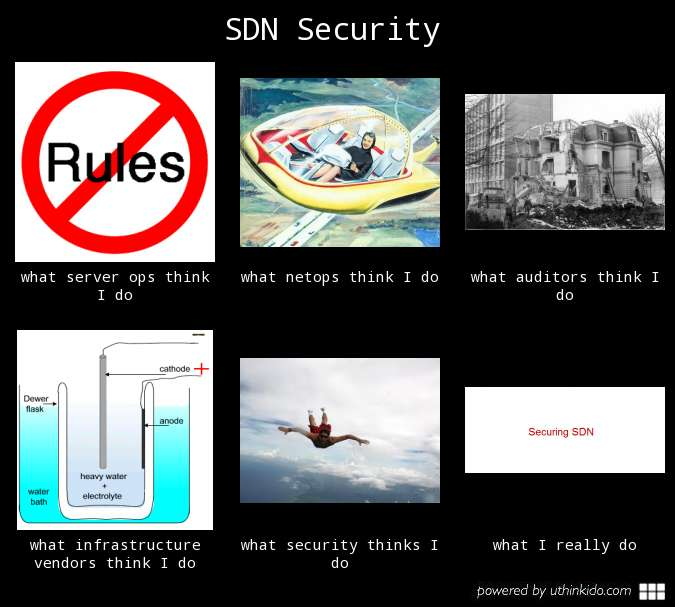 SDN Security
Rules
what server ops think
I do
what netops think I do
what auditors think I
do
cathode
Dewer
flask
anode
heavy water
+
electrolyte
water
bath
what infrastructure
vendors think I do
what security thinks I
do
Securing SDN
what I really do
powered by uthinkido.com